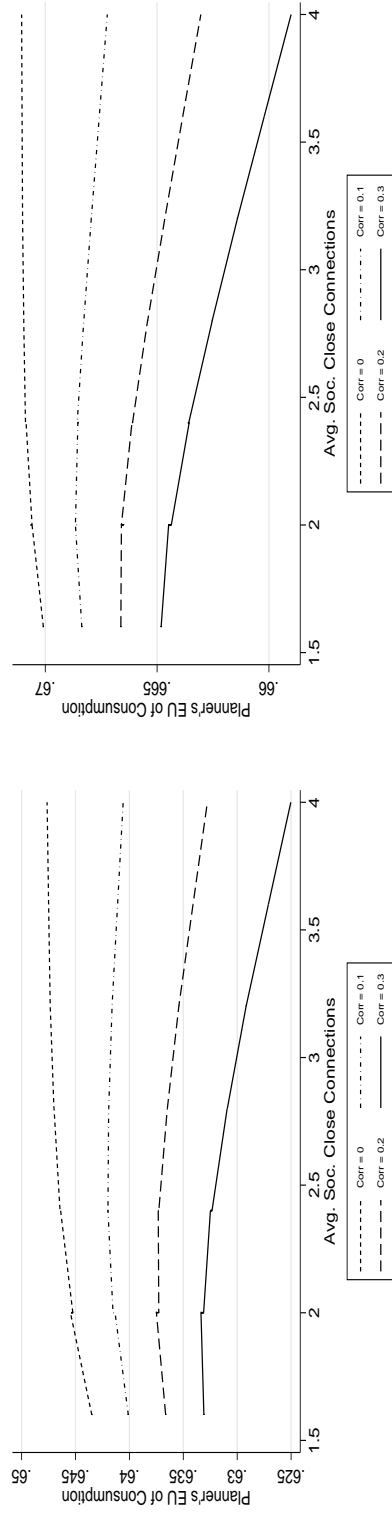 Planner's EU of Consumption
.65
.645
.64
.635
.63
.625
1.5 2 2.5 3 3.5 4
Avg. Soc. Close Connections
Corr = 0 Corr = 0.1
Corr = 0.2 Corr = 0.3
Planner's EU of Consumption
.67
.665
.66
1.5 2 2.5 3 3.5 4
Avg. Soc. Close Connections
Corr = 0 Corr = 0.1
Corr = 0.2 Corr = 0.3